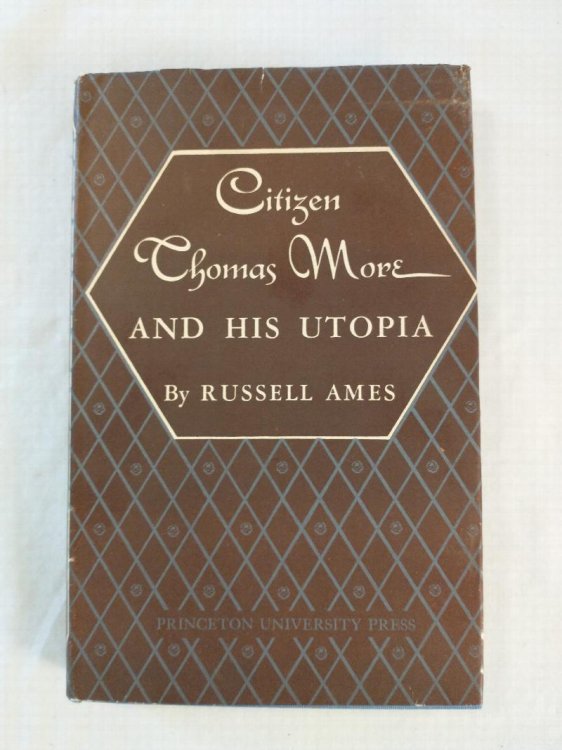 Citizen
Thomas More
AND HIS UTOPIA
By RUSSELL AMES
PRINCETON UNIVERSITY PRESS